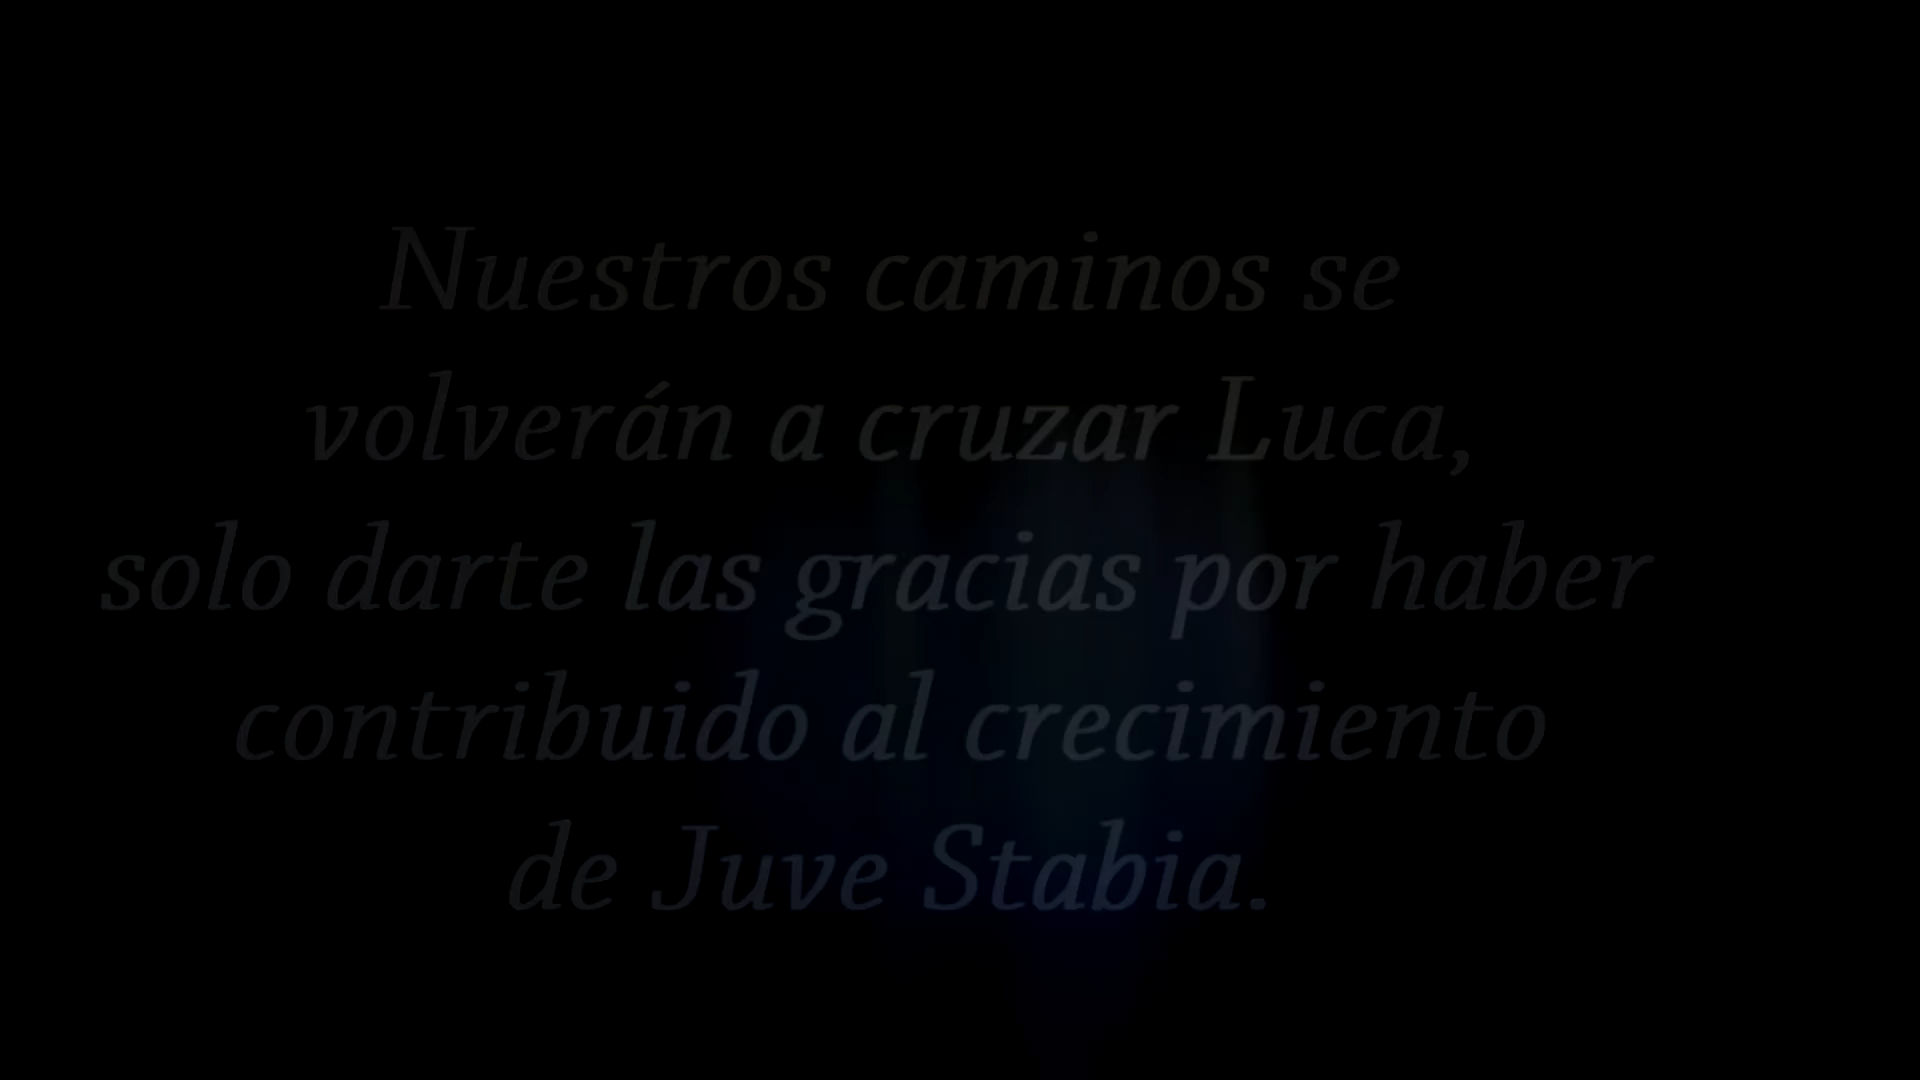 Nuestros caminos se
volverán a cruzar Luca,
solo darte las gracias por haber
contribuido al crecimiento
de Juve Stabia.